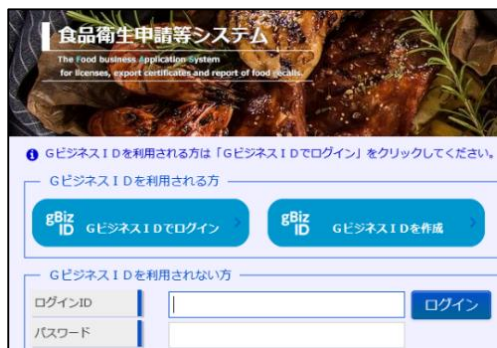 食品衛生申請等システム
The Food business Application System
for licenses, export certificates and report of food recalls.
GビジネスＩＤを利用される方は「GビジネスＩＤでログイン」をクリックしてください。
GビジネスＩＤを利用される方
gBiz ID GビジネスＩＤでログイン
gBiz ID GビジネスＩＤを作成
GビジネスＩＤを利用されない方
ログインID
ログイン
パスワード